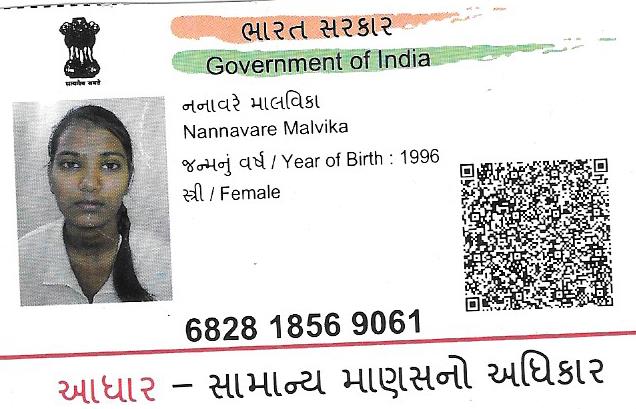 ભારત સરકાર
Government of India
सत्यमेव जयते
નનાવરે માલવિકા
Nannavare Malvika
જન્મનું વર્ષ / Year of Birth : 1996
સ્ત્રી / Female
6828 1856 9061
આધાર – સામાન્ય માણસનો અધિકાર